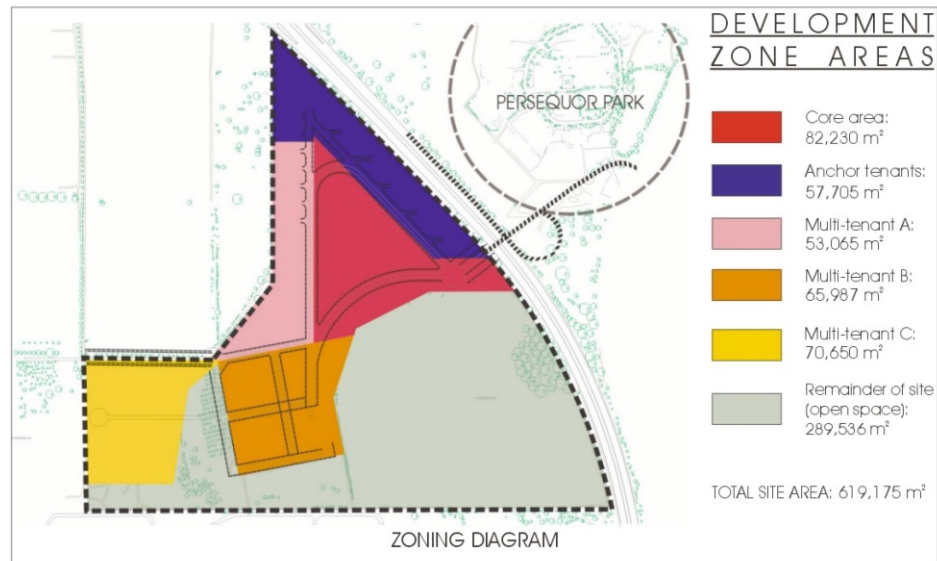 DEVELOPMENT
ZONE AREAS
PERSEQUOR PARK
Core area:
82,230 m²
Anchor tenants:
57,705 m²
Multi-tenant A:
53,065 m²
Multi-tenant B:
65,987 m²
Multi-tenant C:
70,650 m²
Remainder of site
(open space):
289,536 m²
TOTAL SITE AREA: 619,175 m²
ZONING DIAGRAM